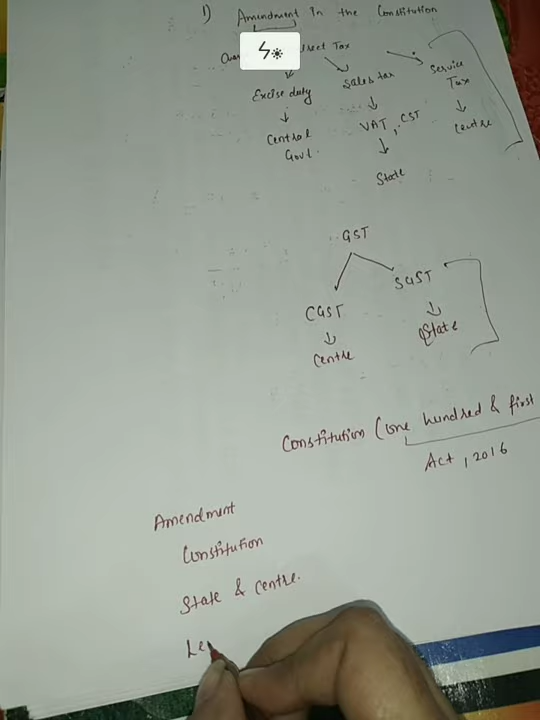 1) Amendment In the Constitution
Tax
Excise duty
Sales tax
Service Tax
Central Govt.
VAT, CST
Centre
State
GST
CGST
SGST
Centre
State
Constitution (one hundred & first
Act, 2016
Amendment
Constitution
State & Centre.
Le